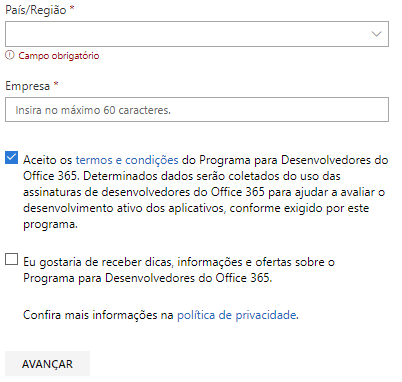 País/Região *
Campo obrigatório
Empresa *
Insira no máximo 60 caracteres.
Aceito os termos e condições do Programa para Desenvolvedores do
Office 365. Determinados dados serão coletados do uso das
assinaturas de desenvolvedores do Office 365 para ajudar a avaliar o
desenvolvimento ativo dos aplicativos, conforme exigido por este
programa.
Eu gostaria de receber dicas, informações e ofertas sobre o
Programa para Desenvolvedores do Office 365.
Confira mais informações na política de privacidade.
AVANÇAR